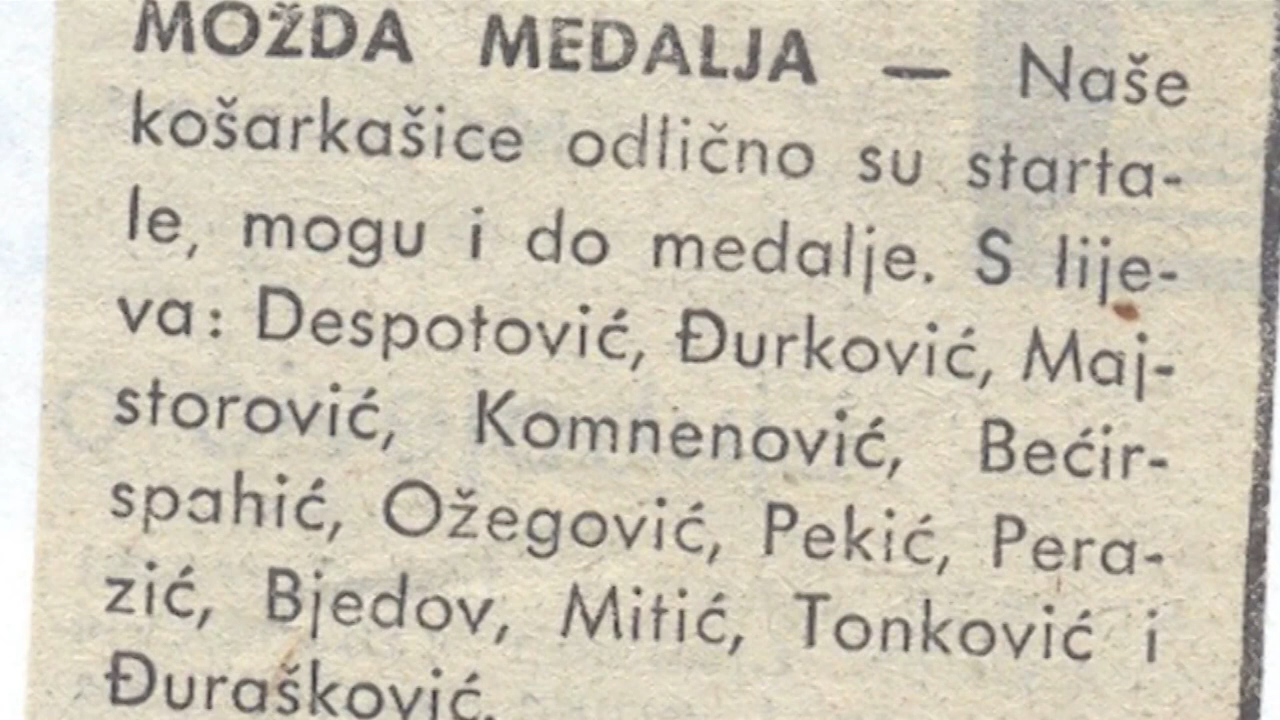 MOŽDA MEDALJA — Naše
košarkašice odlično su starta-
le, mogu i do medalje. S lije-
va: Despotović, Đurković, Maj-
storović, Komnenović, Bećir-
spahić, Ožegović, Pekić, Pera-
zić, Bjedov, Mitić, Tonković i
Đurašković.